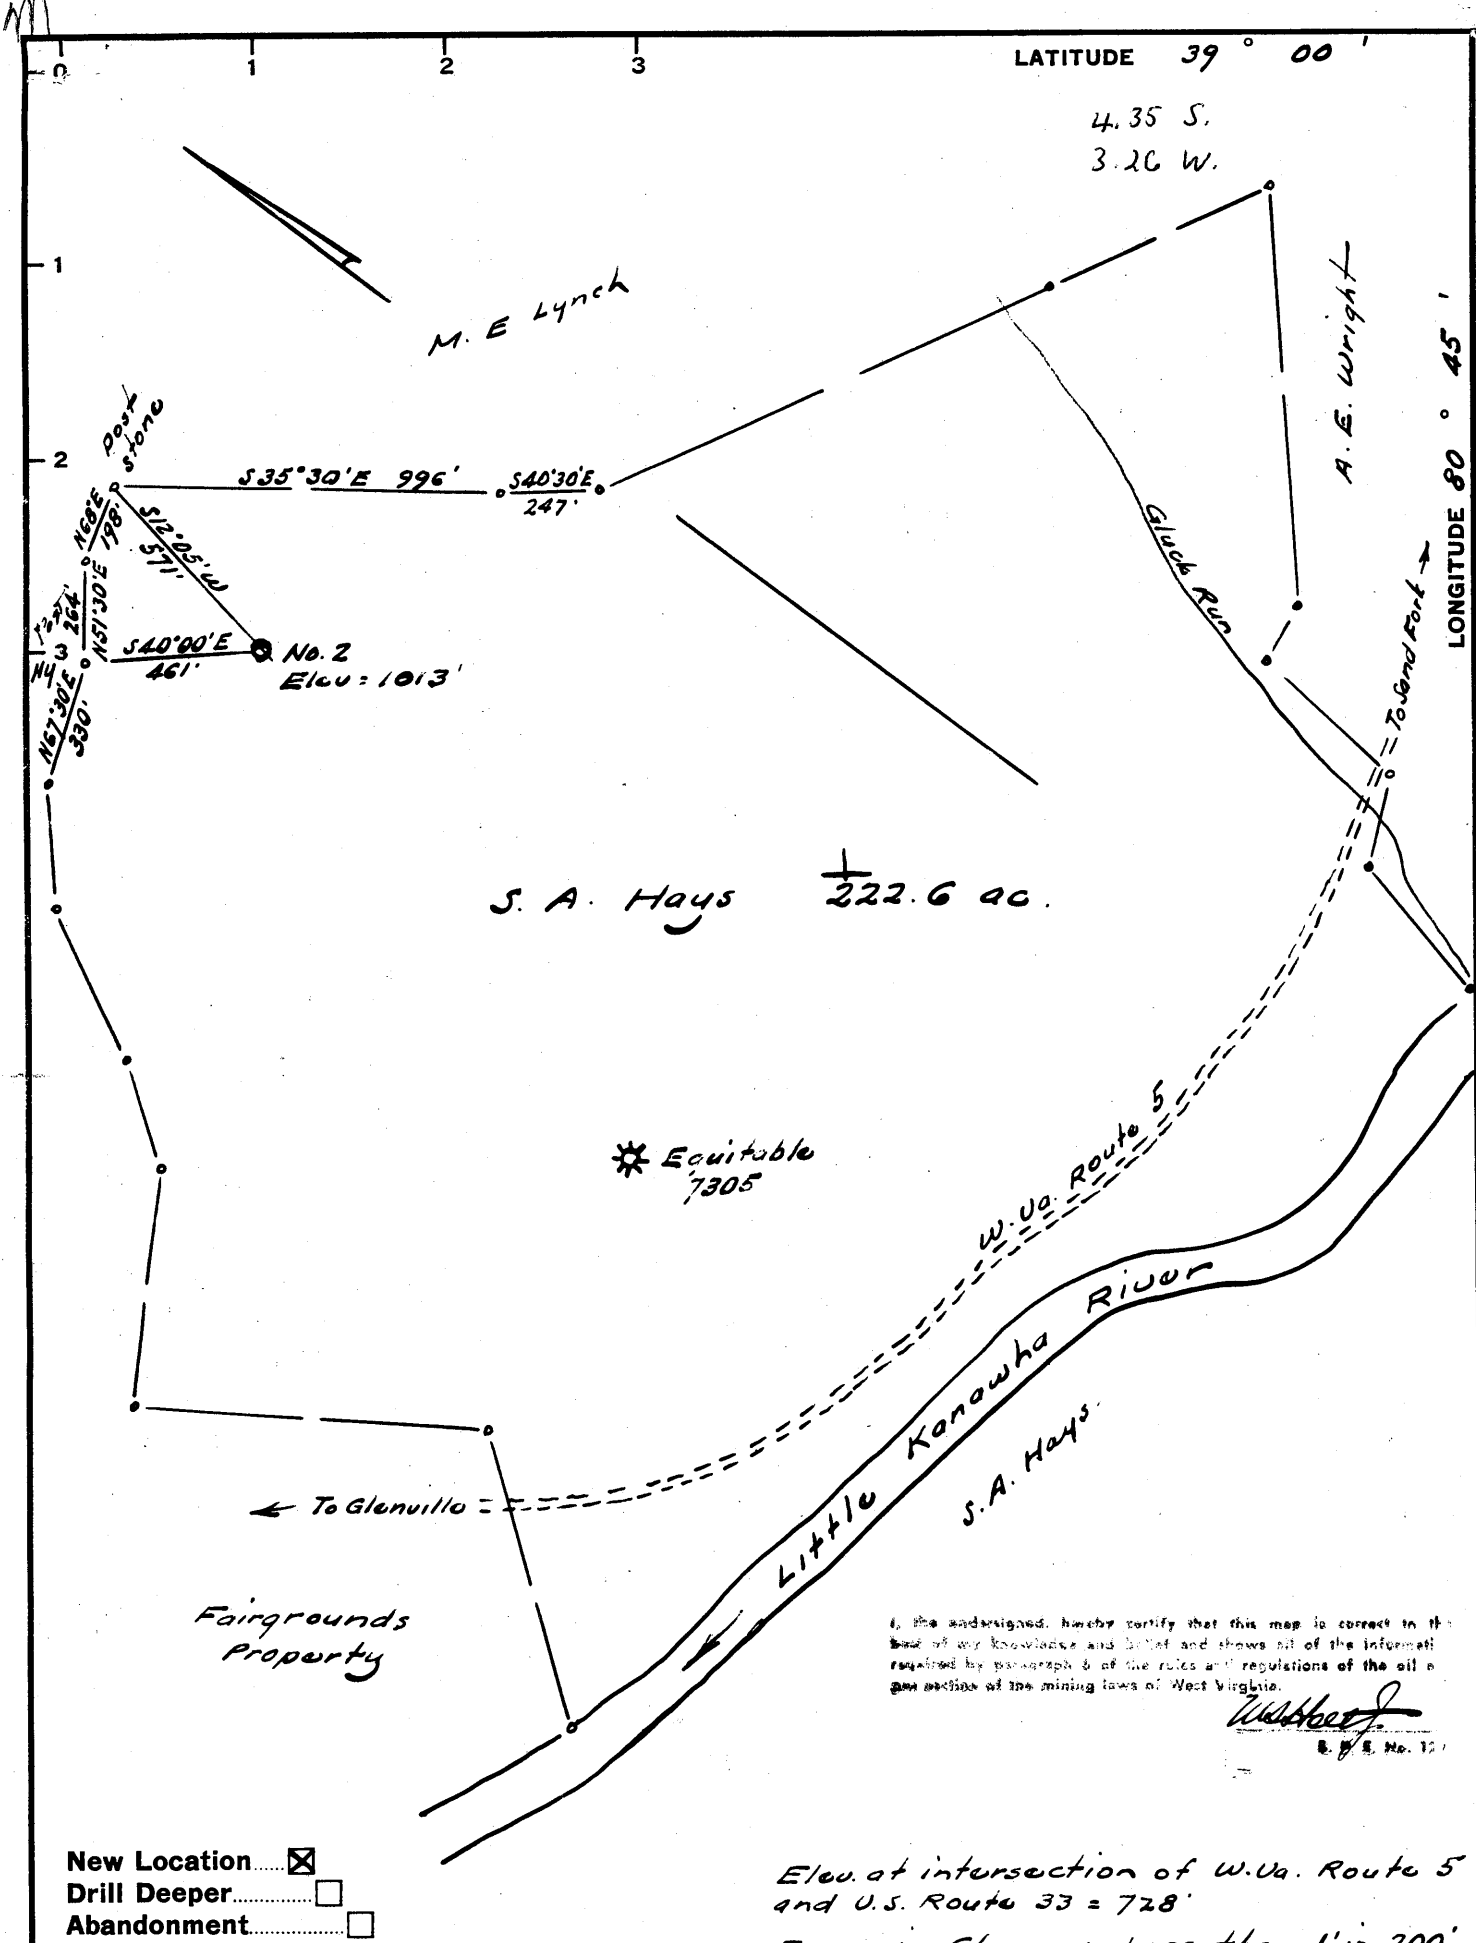 0 1 2 3
LATITUDE 39° 00'
4.35 S.
3.26 W.
1
2
3
M. E Lynch
A. E. Wright
LONGITUDE 80° 45'
Post
Stone
S35°30'E 996'
S40°30'E
247'
N68°E
198'
S12°05'W
571'
N51°30'E
264'
S40°00'E
461'
N67°30'E
330'
No. 2
Elev = 1013'
Gluck Run
To Sand Fork
S. A. Hays 222.6 ac.
Equitable
7305
W. Va. Route 5
Little Kanawha River
S. A. Hays
To Glenville
Fairgrounds
Property
I, the undersigned, hereby certify that this map is correct to th
best of my knowledge and belief and shows all of the informati
required by paragraph 6 of the rules and regulations of the oil a
gas section of the mining laws of West Virginia.
New Location
Drill Deeper
Abandonment
Elev. at intersection of W.Va. Route 5
and U.S. Route 33 = 728'